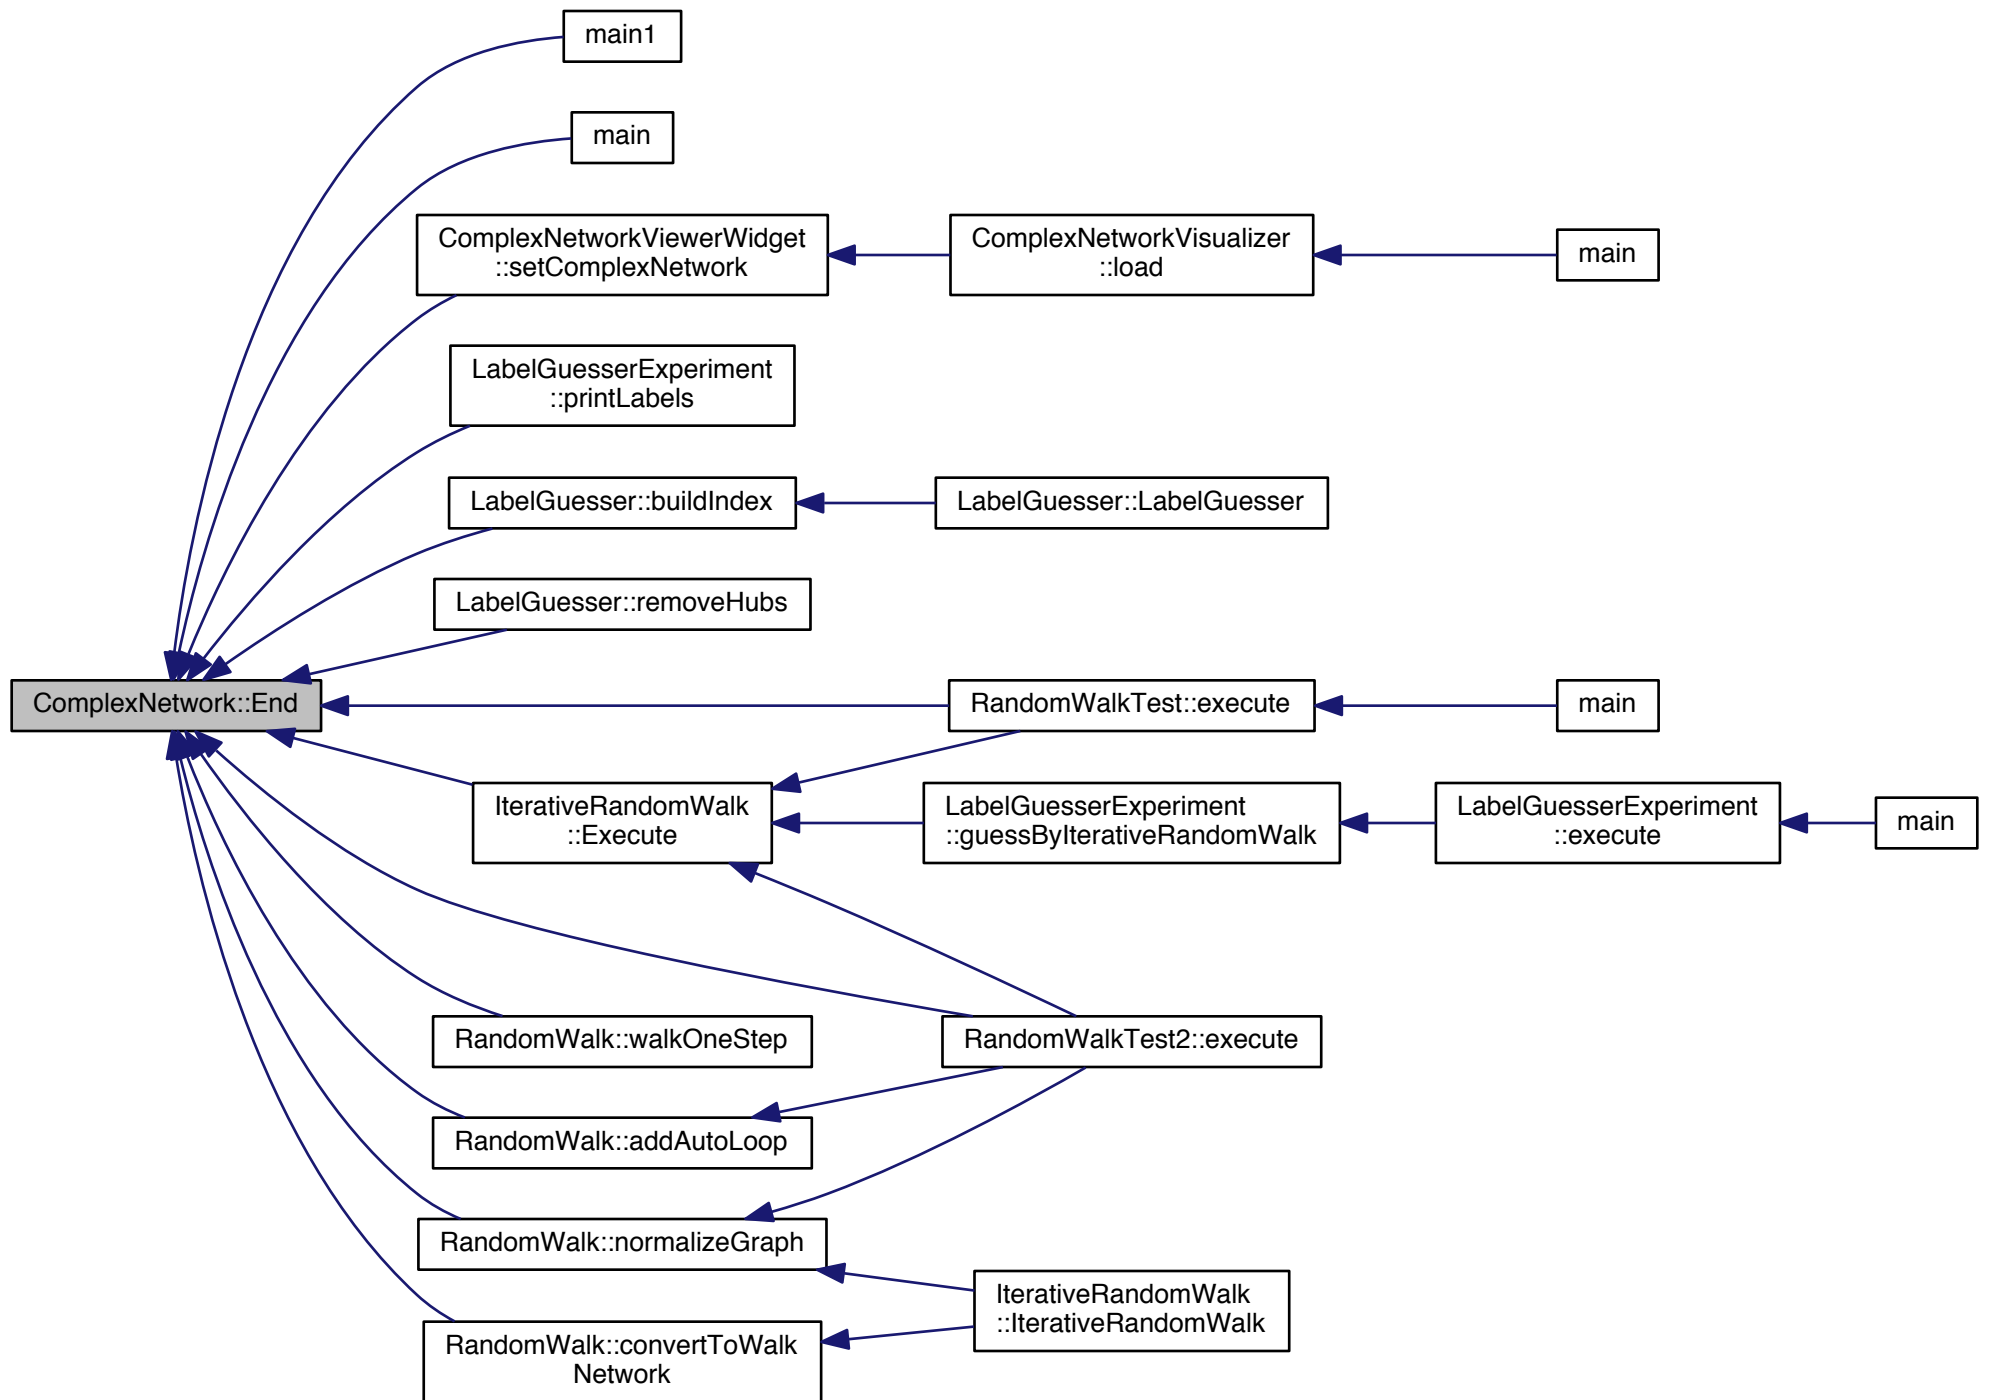 main1
main
ComplexNetworkViewerWidget
::setComplexNetwork
ComplexNetworkVisualizer
::load
main
LabelGuesserExperiment
::printLabels
LabelGuesser::buildIndex
LabelGuesser::LabelGuesser
LabelGuesser::removeHubs
ComplexNetwork::End
RandomWalkTest::execute
main
IterativeRandomWalk
::Execute
LabelGuesserExperiment
::guessByIterativeRandomWalk
LabelGuesserExperiment
::execute
main
RandomWalk::walkOneStep
RandomWalkTest2::execute
RandomWalk::addAutoLoop
RandomWalk::normalizeGraph
IterativeRandomWalk
::IterativeRandomWalk
RandomWalk::convertToWalk
Network